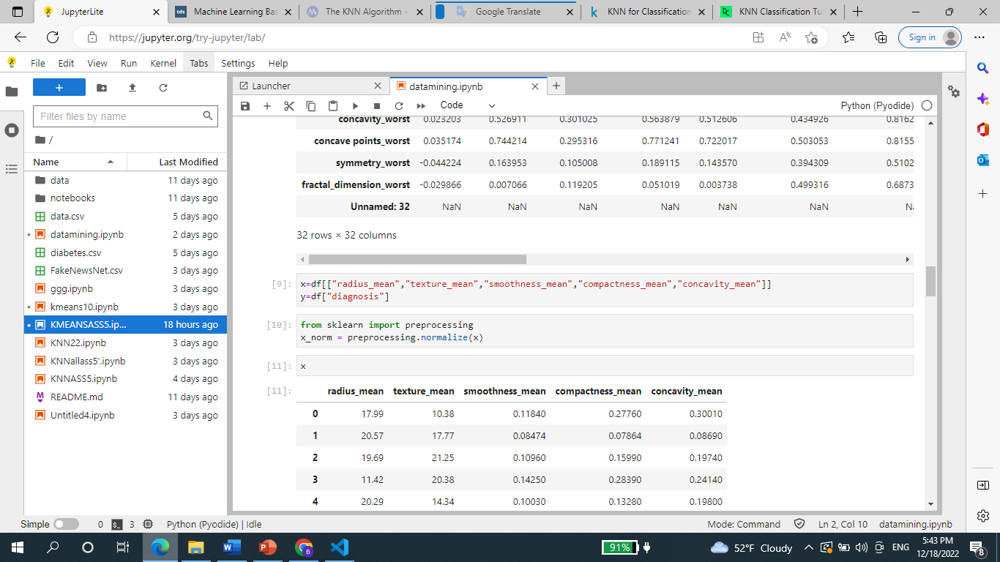 JupyterLite
tds
Machine Learning Bas
The KNN Algorithm -
Google Translate
k
KNN for Classification
KNN Classification Tut
https://jupyter.org/try-jupyter/lab/
Sign in
File Edit View Run Kernel Tabs Settings Help
Filter files by name
/
Name Last Modified
data 11 days ago
notebooks 11 days ago
data.csv 5 days ago
datamining.ipynb 2 days ago
diabetes.csv 5 days ago
FakeNewsNet.csv 3 days ago
ggg.ipynb 3 days ago
kmeans10.ipynb 3 days ago
KMEANSASS5.ip... 18 hours ago
KNN22.ipynb 3 days ago
KNNallass5'.ipynb 3 days ago
KNNASS5.ipynb 4 days ago
README.md 11 days ago
Untitled4.ipynb 3 days ago
Launcher
datamining.ipynb
Code
Python (Pyodide)
concavity_worst 0.023203 0.526911 0.301025 0.563879 0.512606 0.434926 0.8162
concave points_worst 0.035174 0.744214 0.295316 0.771241 0.722017 0.503053 0.8155
symmetry_worst -0.044224 0.163953 0.105008 0.189115 0.143570 0.394309 0.5102
fractal_dimension_worst -0.029866 0.007066 0.119205 0.051019 0.003738 0.499316 0.6873
Unnamed: 32 NaN NaN NaN NaN NaN NaN Na
32 rows × 32 columns
[9]: x=df[["radius_mean","texture_mean","smoothness_mean","compactness_mean","concavity_mean"]]
y=df["diagnosis"]
[10]: from sklearn import preprocessing
x_norm = preprocessing.normalize(x)
[11]: x
[11]: radius_mean texture_mean smoothness_mean compactness_mean concavity_mean
0 17.99 10.38 0.11840 0.27760 0.30010
1 20.57 17.77 0.08474 0.07864 0.08690
2 19.69 21.25 0.10960 0.15990 0.19740
3 11.42 20.38 0.14250 0.28390 0.24140
4 20.29 14.34 0.10030 0.13280 0.19800
Simple 0 3 Python (Pyodide) | Idle
Mode: Command Ln 2, Col 10 datamining.ipynb
91% 52°F Cloudy ENG 5:43 PM
12/18/2022
8